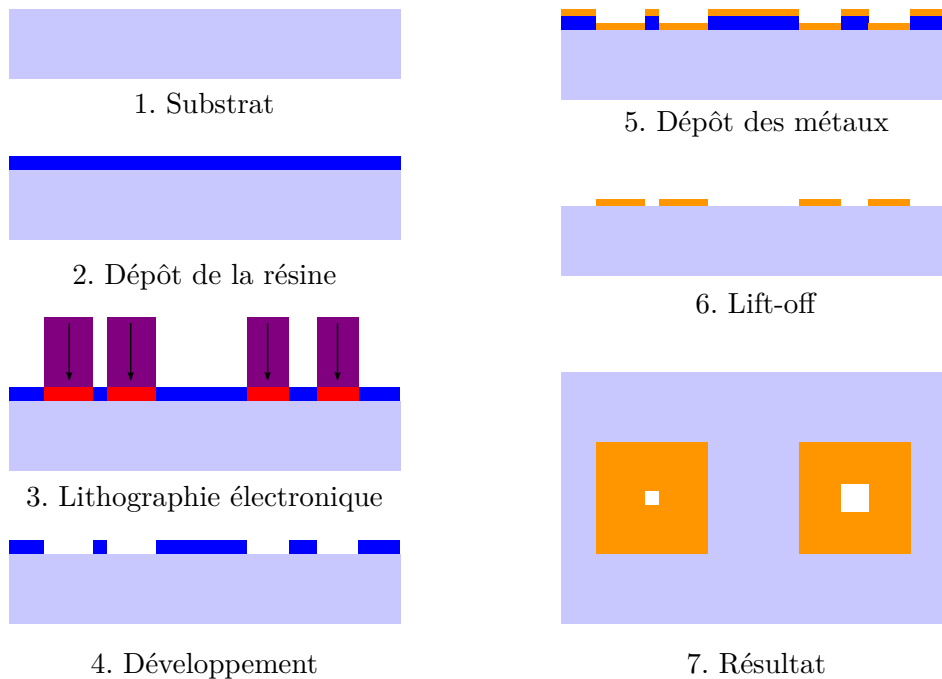 1. Substrat
2. Dépôt de la résine
3. Lithographie électronique
4. Développement
5. Dépôt des métaux
6. Lift-off
7. Résultat